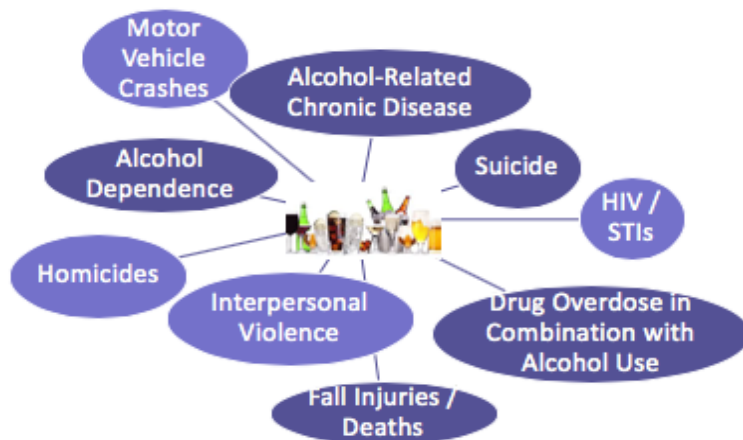 Motor
Vehicle
Crashes
Alcohol-Related
Chronic Disease
Alcohol
Dependence
Suicide
HIV /
STIs
Homicides
Interpersonal
Violence
Drug Overdose in
Combination with
Alcohol Use
Fall Injuries /
Deaths